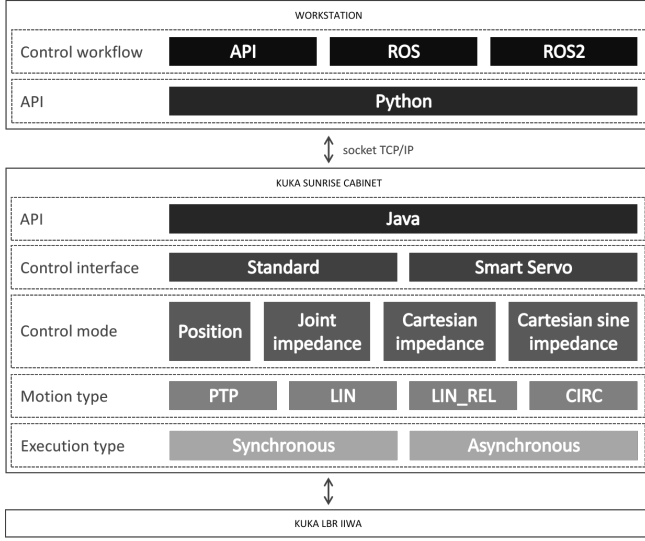 WORKSTATION
Control workflow API ROS ROS2
API Python
socket TCP/IP
KUKA SUNRISE CABINET
API Java
Control interface Standard Smart Servo
Control mode Position Joint impedance Cartesian impedance Cartesian sine impedance
Motion type PTP LIN LIN_REL CIRC
Execution type Synchronous Asynchronous
KUKA LBR IIWA